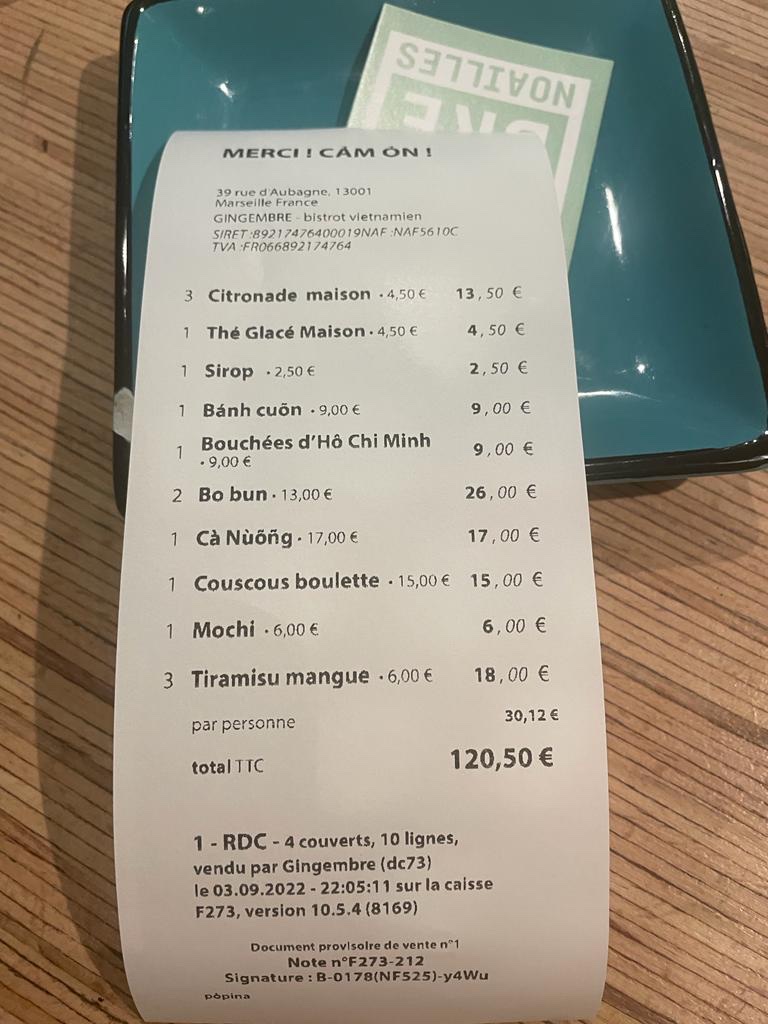 NOAILLES
MERCI ! CÁM ÓN !
39 rue d'Aubagne, 13001
Marseille France
GINGEMBRE - bistrot vietnamien
SIRET :89217476400019NAF :NAF5610C
TVA :FR066892174764
3 Citronade maison · 4,50 € 13,50 €
1 Thé Glacé Maison · 4,50 € 4,50 €
1 Sirop · 2,50 € 2,50 €
1 Bánh cuõn · 9,00 € 9,00 €
1 Bouchées d'Hô Chi Minh 9,00 €
· 9,00 €
2 Bo bun · 13,00 € 26,00 €
1 Cà Nùõñg · 17,00 € 17,00 €
1 Couscous boulette · 15,00 € 15,00 €
1 Mochi · 6,00 € 6,00 €
3 Tiramisu mangue · 6,00 € 18,00 €
par personne 30,12 €
total TTC 120,50 €
1 - RDC - 4 couverts, 10 lignes,
vendu par Gingembre (dc73)
le 03.09.2022 - 22:05:11 sur la caisse
F273, version 10.5.4 (8169)
Document provisoire de vente n°1
Note n°F273-212
Signature : B-0178(NF525)-y4Wu
pôpina